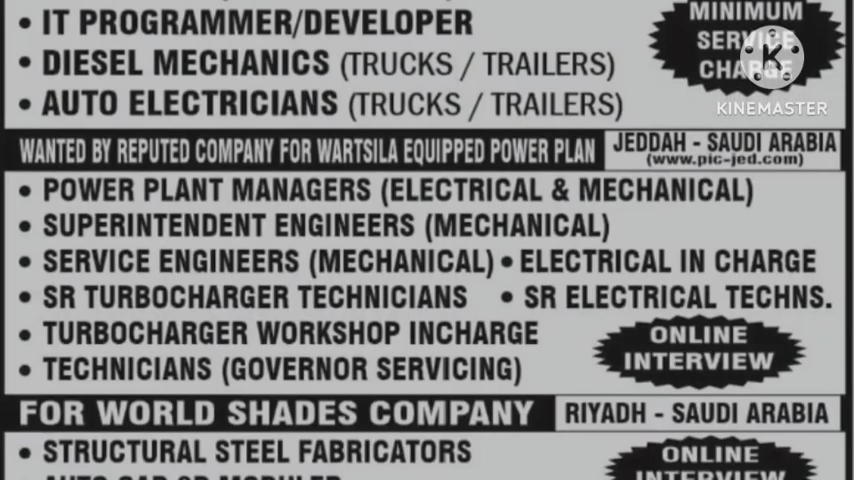 • IT PROGRAMMER/DEVELOPER
• DIESEL MECHANICS (TRUCKS / TRAILERS)
• AUTO ELECTRICIANS (TRUCKS / TRAILERS)
MINIMUM
SERVICE
CHARGE
K
KINEMASTER
WANTED BY REPUTED COMPANY FOR WARTSILA EQUIPPED POWER PLAN
JEDDAH - SAUDI ARABIA
(www.pic-jed.com)
• POWER PLANT MANAGERS (ELECTRICAL & MECHANICAL)
• SUPERINTENDENT ENGINEERS (MECHANICAL)
• SERVICE ENGINEERS (MECHANICAL) • ELECTRICAL IN CHARGE
• SR TURBOCHARGER TECHNICIANS • SR ELECTRICAL TECHNS.
• TURBOCHARGER WORKSHOP INCHARGE
• TECHNICIANS (GOVERNOR SERVICING)
ONLINE
INTERVIEW
FOR WORLD SHADES COMPANY
RIYADH - SAUDI ARABIA
• STRUCTURAL STEEL FABRICATORS
ONLINE
INTERVIEW